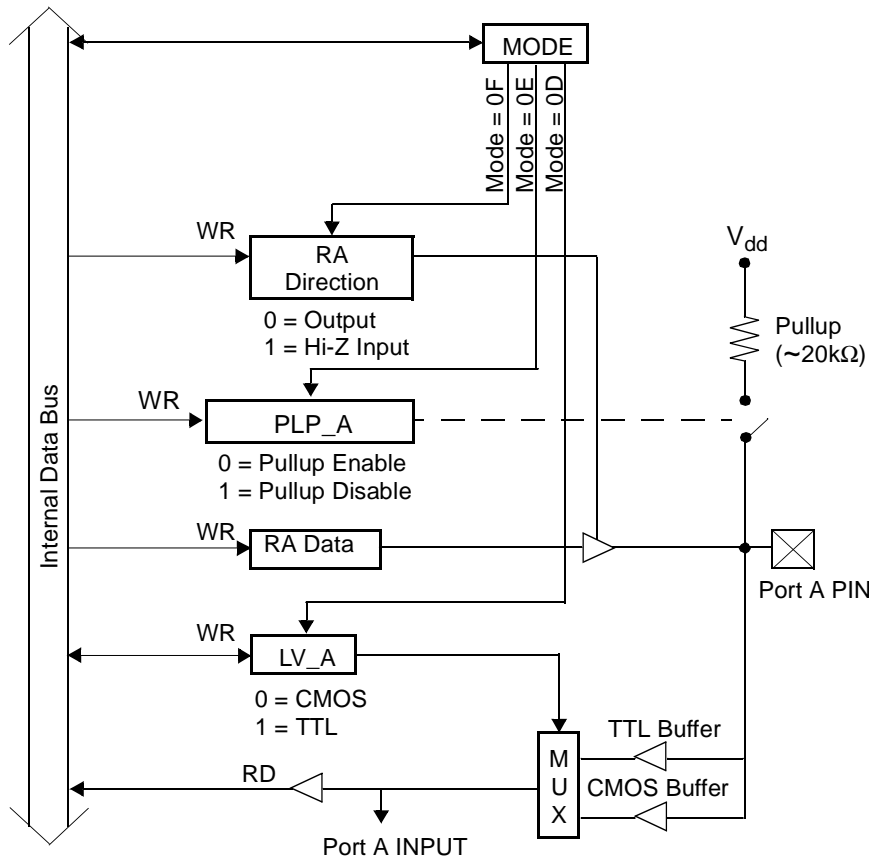 MODE
Mode = 0F
Mode = 0E
Mode = 0D
WR
RA
Direction
0 = Output
1 = Hi-Z Input
Vdd
Pullup
(~20kΩ)
WR
PLP_A
0 = Pullup Enable
1 = Pullup Disable
Internal Data Bus
WR
RA Data
Port A PIN
WR
LV_A
0 = CMOS
1 = TTL
M
U
X
TTL Buffer
CMOS Buffer
RD
Port A INPUT